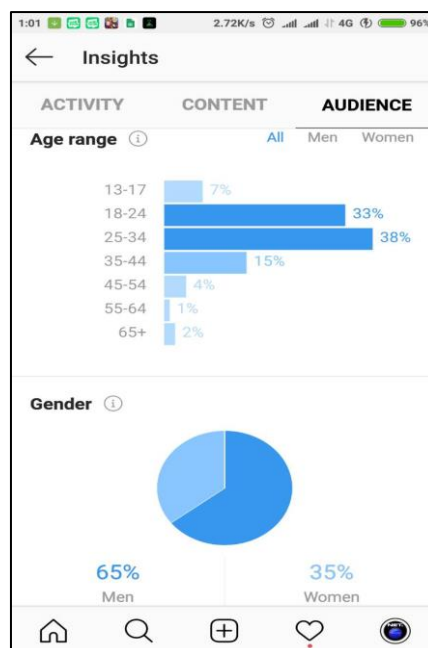 1:01 2.72K/s 4G 96%
Insights
ACTIVITY CONTENT AUDIENCE
Age range All Men Women
13-17 7%
18-24 33%
25-34 38%
35-44 15%
45-54 4%
55-64 1%
65+ 2%
Gender
65% 35%
Men Women